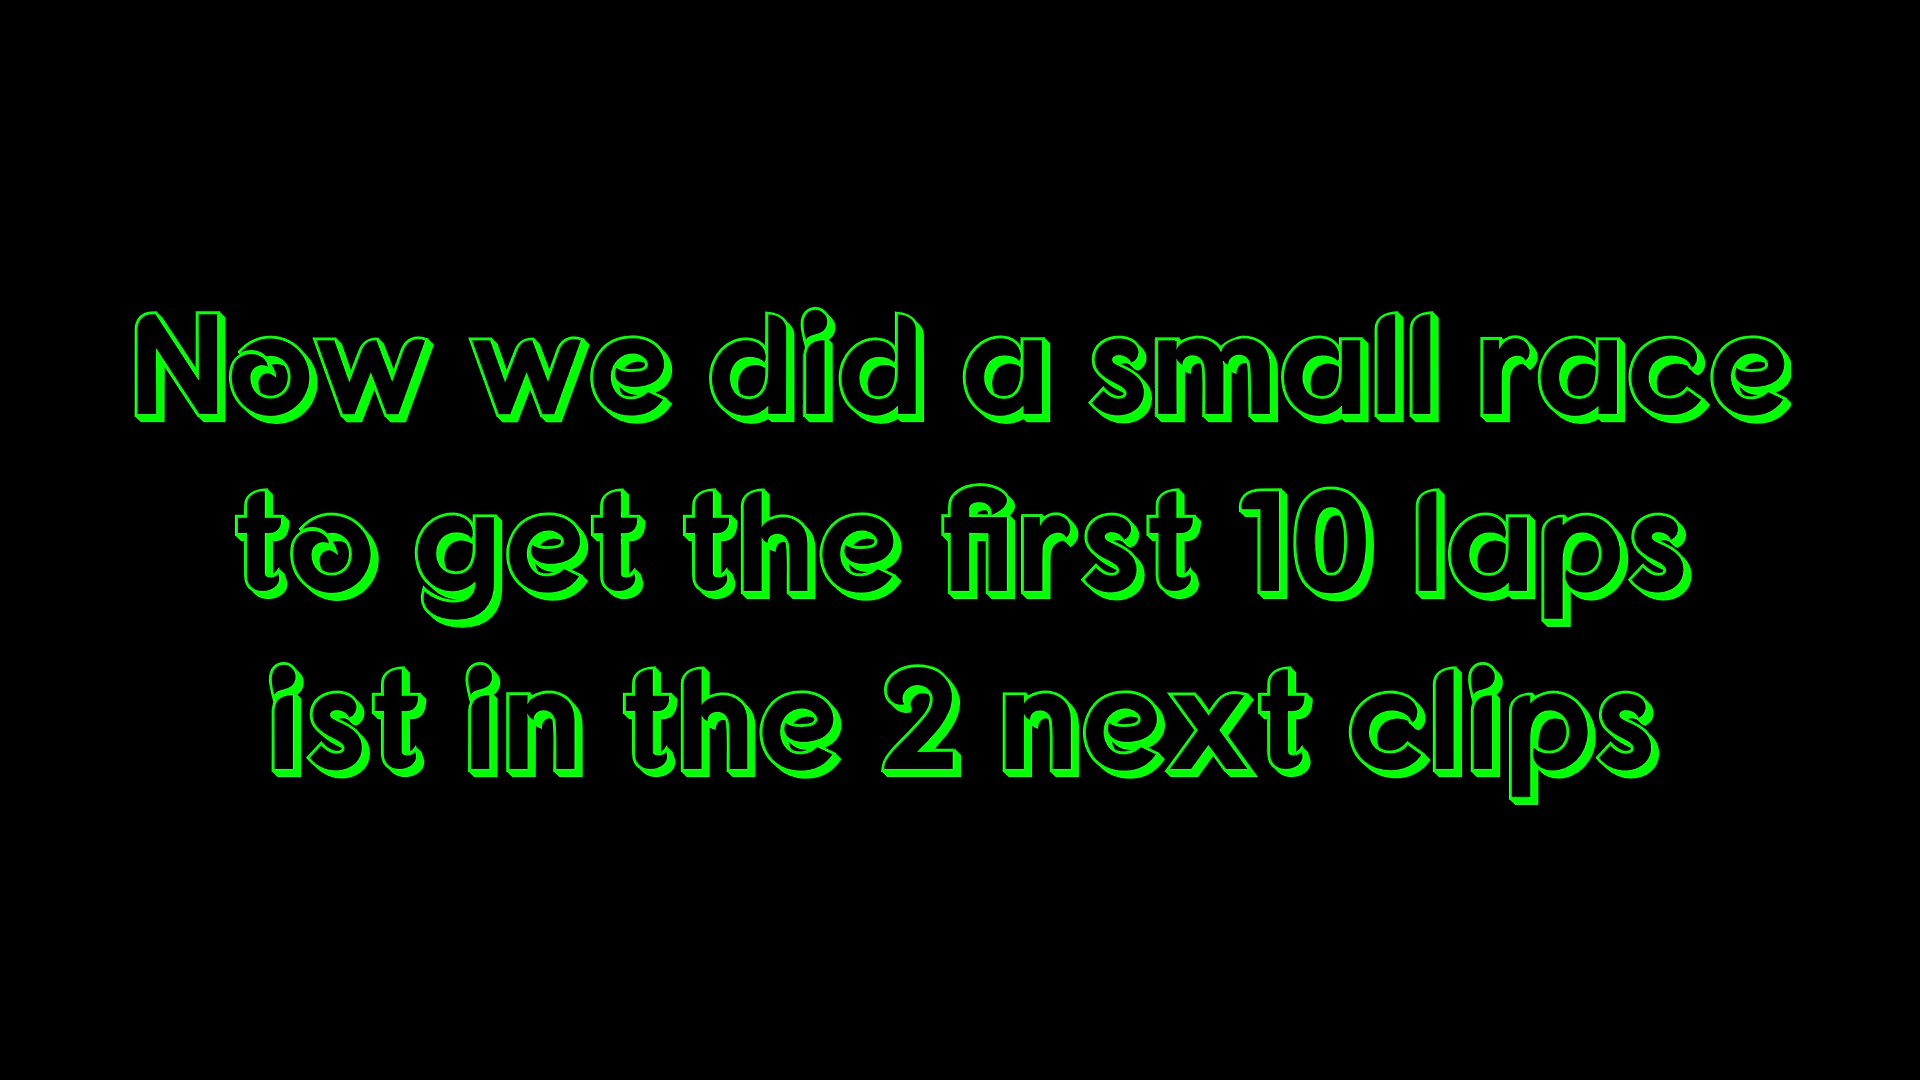 Now we did a small race
to get the first 10 laps
ist in the 2 next clips